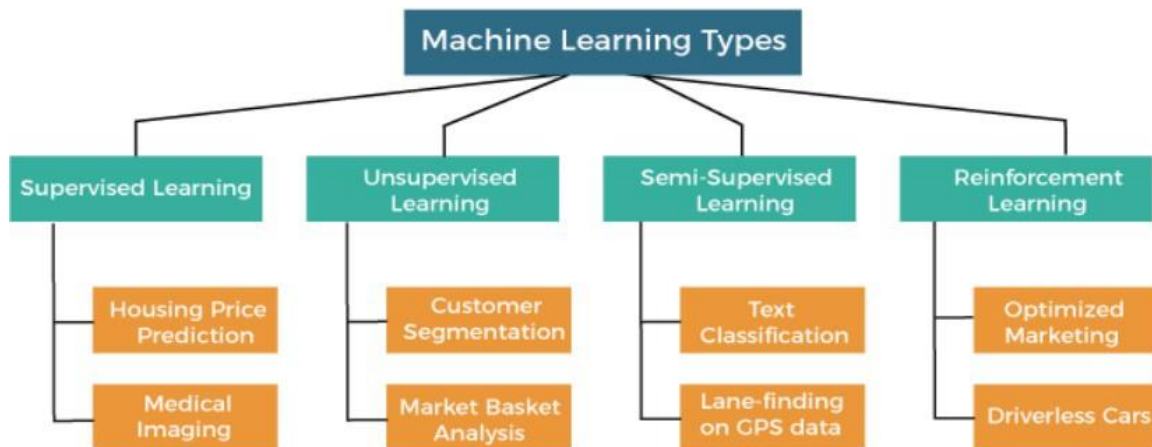 Machine Learning Types
Supervised Learning
Unsupervised
Learning
Semi-Supervised
Learning
Reinforcement
Learning
Housing Price
Prediction
Customer
Segmentation
Text
Classification
Optimized
Marketing
Medical
Imaging
Market Basket
Analysis
Lane-finding
on GPS data
Driverless Cars